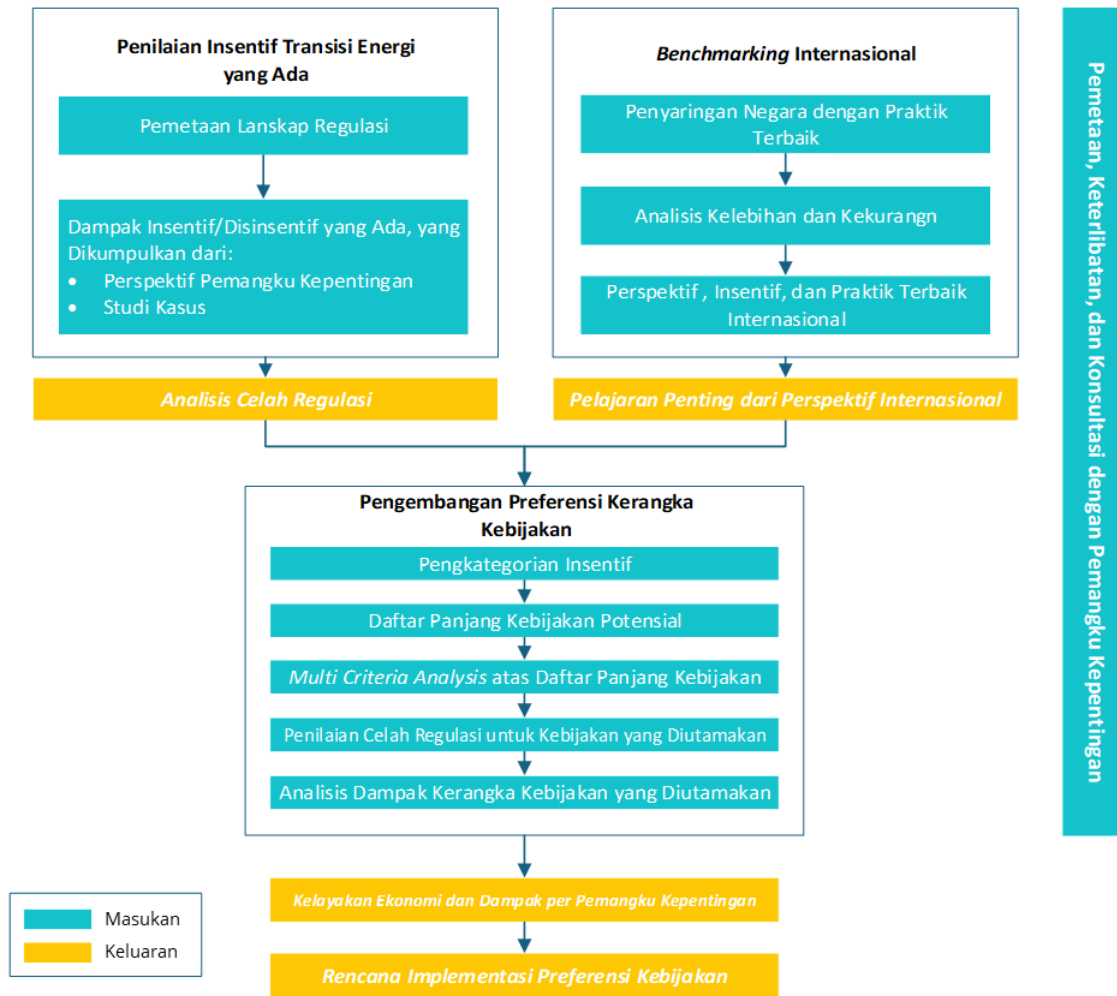 Penilaian Insentif Transisi Energi
yang Ada
Pemetaan Lanskap Regulasi
Dampak Insentif/Disinsentif yang Ada, yang
Dikumpulkan dari:
• Perspektif Pemangku Kepentingan
• Studi Kasus
Analisis Celah Regulasi
Benchmarking Internasional
Penyaringan Negara dengan Praktik
Terbaik
Analisis Kelebihan dan Kekurangn
Perspektif , Insentif, dan Praktik Terbaik
Internasional
Pelajaran Penting dari Perspektif Internasional
Pengembangan Preferensi Kerangka
Kebijakan
Pengkategorian Insentif
Daftar Panjang Kebijakan Potensial
Multi Criteria Analysis atas Daftar Panjang Kebijakan
Penilaian Celah Regulasi untuk Kebijakan yang Diutamakan
Analisis Dampak Kerangka Kebijakan yang Diutamakan
Kelayakan Ekonomi dan Dampak per Pemangku Kepentingan
Rencana Implementasi Preferensi Kebijakan
Pemetaan, Keterlibatan, dan Konsultasi dengan Pemangku Kepentingan
Masukan
Keluaran